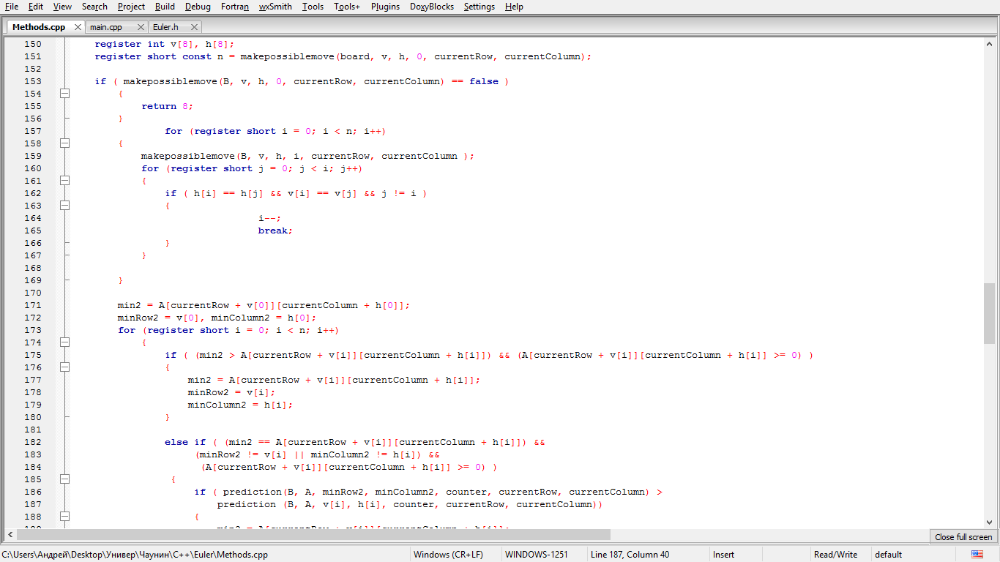 File Edit View Search Project Build Debug Fortran wxSmith Tools Tools+ Plugins DoxyBlocks Settings Help
Methods.cpp main.cpp Euler.h
150 register int v[8], h[8];
151 register short const n = makepossiblemove(board, v, h, 0, currentRow, currentColumn);
152
153 if ( makepossiblemove(B, v, h, 0, currentRow, currentColumn) == false )
154 {
155 return 8;
156 }
157 for (register short i = 0; i < n; i++)
158 {
159 makepossiblemove(B, v, h, i, currentRow, currentColumn );
160 for (register short j = 0; j < i; j++)
161 {
162 if ( h[i] == h[j] && v[i] == v[j] && j != i )
163 {
164 i--;
165 break;
166 }
167 }
168
169 }
170
171 min2 = A[currentRow + v[0]][currentColumn + h[0]];
172 minRow2 = v[0], minColumn2 = h[0];
173 for (register short i = 0; i < n; i++)
174 {
175 if ( (min2 > A[currentRow + v[i]][currentColumn + h[i]]) && (A[currentRow + v[i]][currentColumn + h[i]] >= 0) )
176 {
177 min2 = A[currentRow + v[i]][currentColumn + h[i]];
178 minRow2 = v[i];
179 minColumn2 = h[i];
180 }
181
182 else if ( (min2 == A[currentRow + v[i]][currentColumn + h[i]]) &&
183 (minRow2 != v[i] || minColumn2 != h[i]) &&
184 (A[currentRow + v[i]][currentColumn + h[i]] >= 0) )
185 {
186 if ( prediction(B, A, minRow2, minColumn2, counter, currentRow, currentColumn) >
187 prediction (B, A, v[i], h[i], counter, currentRow, currentColumn))
188 {
Close full screen
C:\Users\Андрей\Desktop\Универ\Чаунин\C++\Euler\Methods.cpp Windows (CR+LF) WINDOWS-1251 Line 187, Column 40 Insert Read/Write default